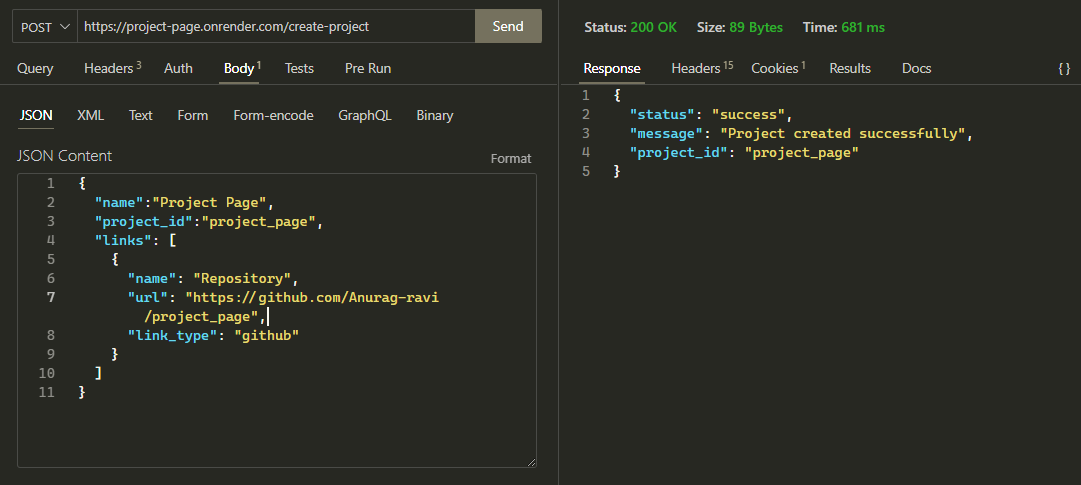 POST https://project-page.onrender.com/create-project Send
Query Headers 3 Auth Body 1 Tests Pre Run
JSON XML Text Form Form-encode GraphQL Binary
JSON Content Format
1 {
2 "name":"Project Page",
3 "project_id":"project_page",
4 "links": [
5 {
6 "name": "Repository",
7 "url": "https://github.com/Anurag-ravi
/project_page",
8 "link_type": "github"
9 }
10 ]
11 }
Status: 200 OK Size: 89 Bytes Time: 681 ms
Response Headers 15 Cookies 1 Results Docs { }
1 {
2 "status": "success",
3 "message": "Project created successfully",
4 "project_id": "project_page"
5 }